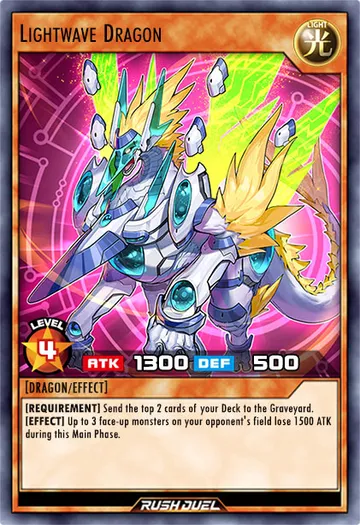 LIGHTWAVE DRAGON
LIGHT
光
LEVEL
4
ATK 1300 DEF 500
[DRAGON/EFFECT]
[REQUIREMENT] Send the top 2 cards of your Deck to the Graveyard.
[EFFECT] Up to 3 face-up monsters on your opponent's field lose 1500 ATK
during this Main Phase.
RUSH DUEL